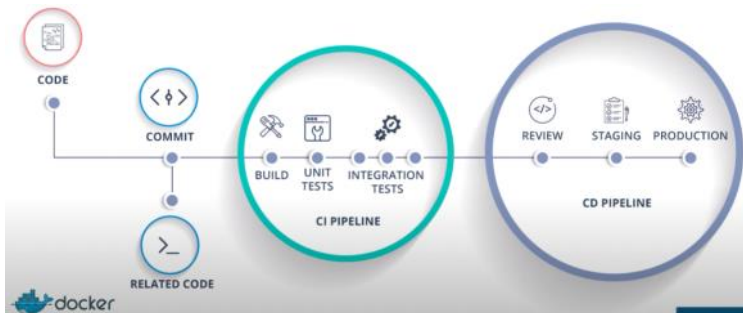 CODE
COMMIT
RELATED CODE
BUILD
UNIT
TESTS
INTEGRATION
TESTS
CI PIPELINE
REVIEW
STAGING
PRODUCTION
CD PIPELINE
docker